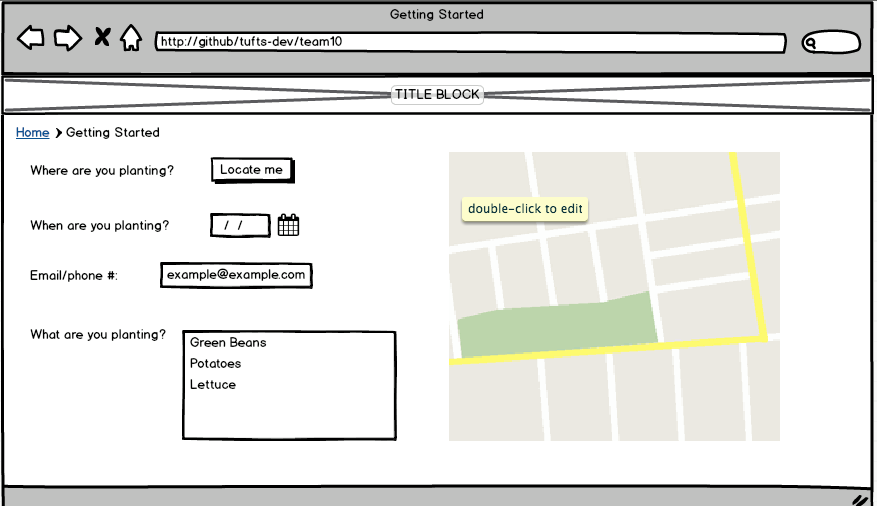 Getting Started
http://github/tufts-dev/team10
TITLE BLOCK
Home Getting Started
Where are you planting? Locate me
double-click to edit
When are you planting? / /
Email/phone #: example@example.com
What are you planting?
Green Beans
Potatoes
Lettuce